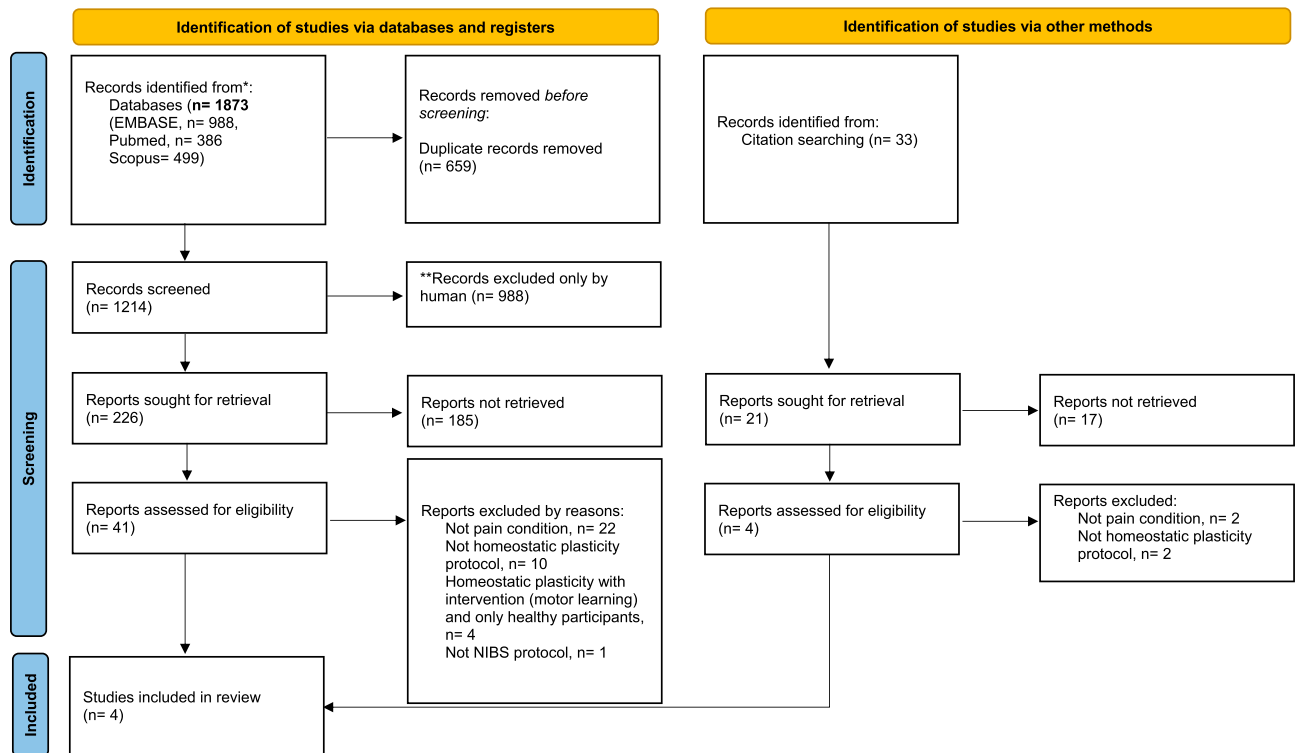 Identification of studies via databases and registers
Identification of studies via other methods
Identification
Records identified from*:
Databases (n= 1873
(EMBASE, n= 988,
Pubmed, n= 386
Scopus= 499)
Records removed before
screening:
Duplicate records removed
(n= 659)
Records identified from:
Citation searching (n= 33)
Screening
Records screened
(n= 1214)
**Records excluded only by
human (n= 988)
Reports sought for retrieval
(n= 226)
Reports not retrieved
(n= 185)
Reports sought for retrieval
(n= 21)
Reports not retrieved
(n= 17)
Reports assessed for eligibility
(n= 41)
Reports excluded by reasons:
Not pain condition, n= 22
Not homeostatic plasticity
protocol, n= 10
Homeostatic plasticity with
intervention (motor learning)
and only healthy participants,
n= 4
Not NIBS protocol, n= 1
Reports assessed for eligibility
(n= 4)
Reports excluded:
Not pain condition, n= 2
Not homeostatic plasticity
protocol, n= 2
Included
Studies included in review
(n= 4)